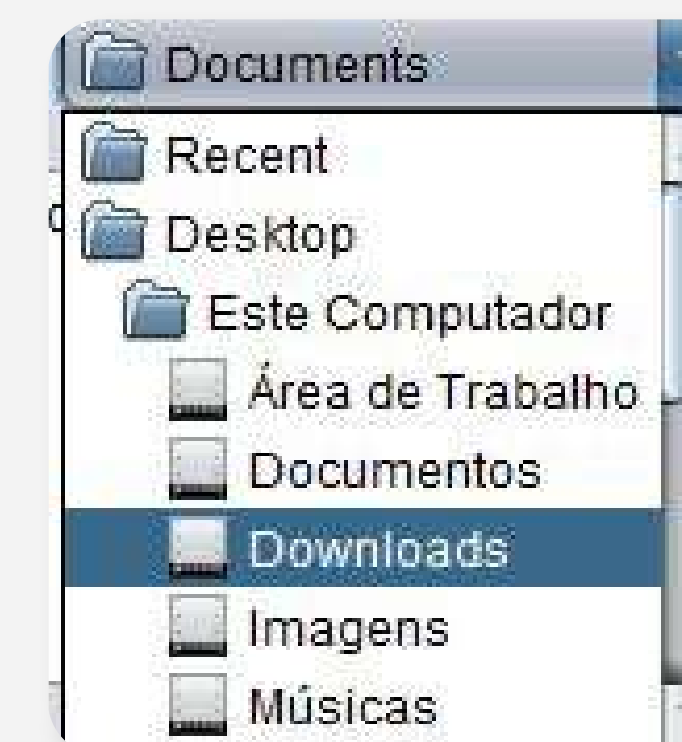 Documents
Recent
Desktop
Este Computador
Área de Trabalho
Documentos
Downloads
Imagens
Músicas